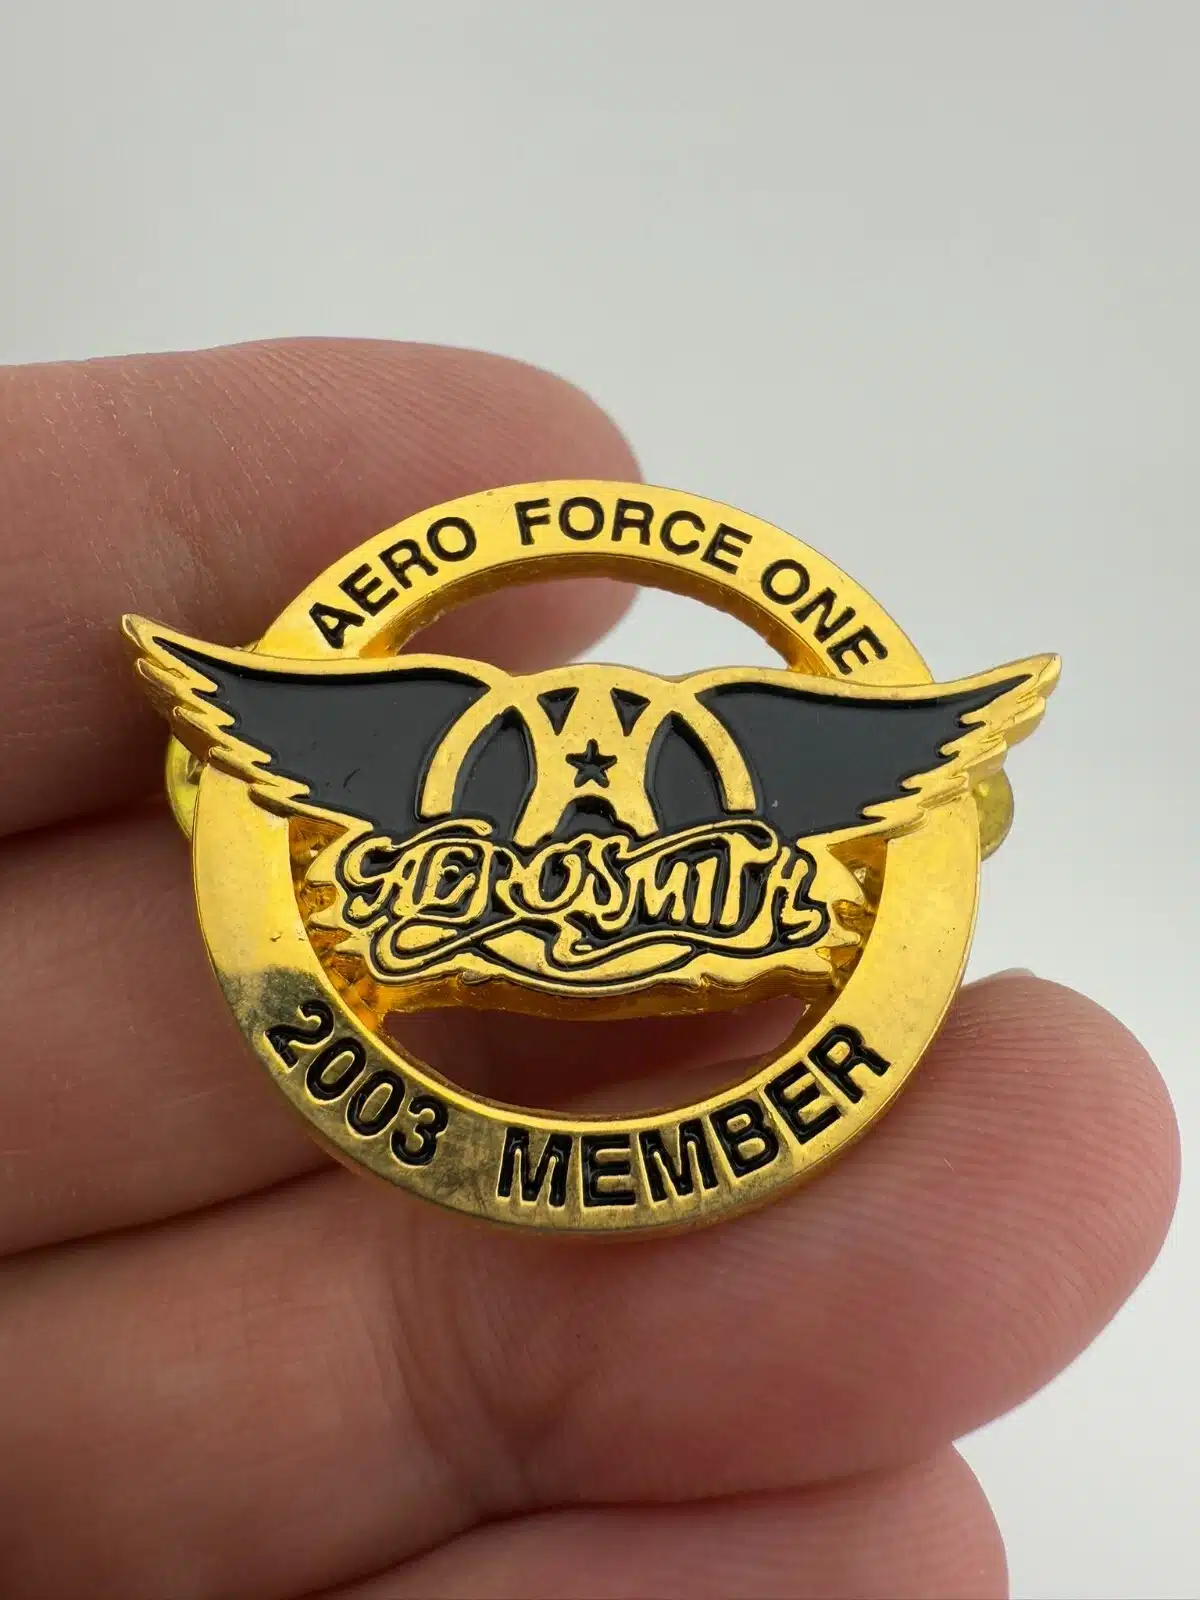 AERO FORCE ONE
AEROSMITH
2003 MEMBER